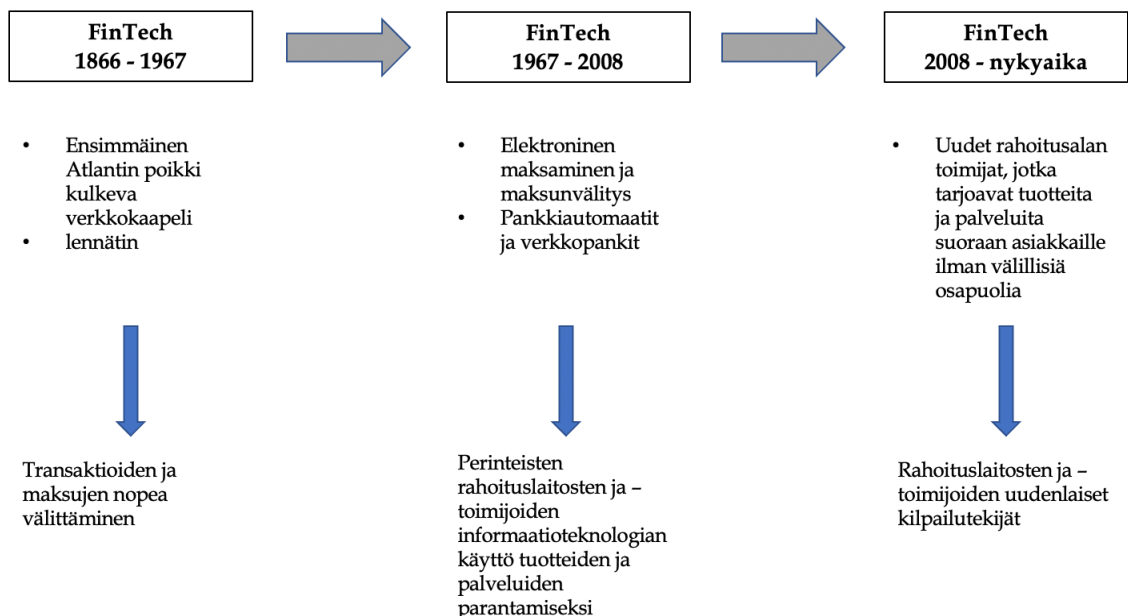 FinTech
1866 - 1967
FinTech
1967 - 2008
FinTech
2008 - nykyaika
• Ensimmäinen
Atlantin poikki
kulkeva
verkkokaapeli
• lennätin
• Elektroninen
maksaminen ja
maksunvälitys
• Pankkiautomaatit
ja verkkopankit
• Uudet rahoitusalan
toimijat, jotka
tarjoavat tuotteita
ja palveluita
suoraan asiakkaille
ilman välillisiä
osapuolia
Transaktioiden ja
maksujen nopea
välittäminen
Perinteisten
rahoituslaitosten ja –
toimijoiden
informaatioteknologian
käyttö tuotteiden ja
palveluiden
parantamiseksi
Rahoituslaitosten ja –
toimijoiden uudenlaiset
kilpailutekijät